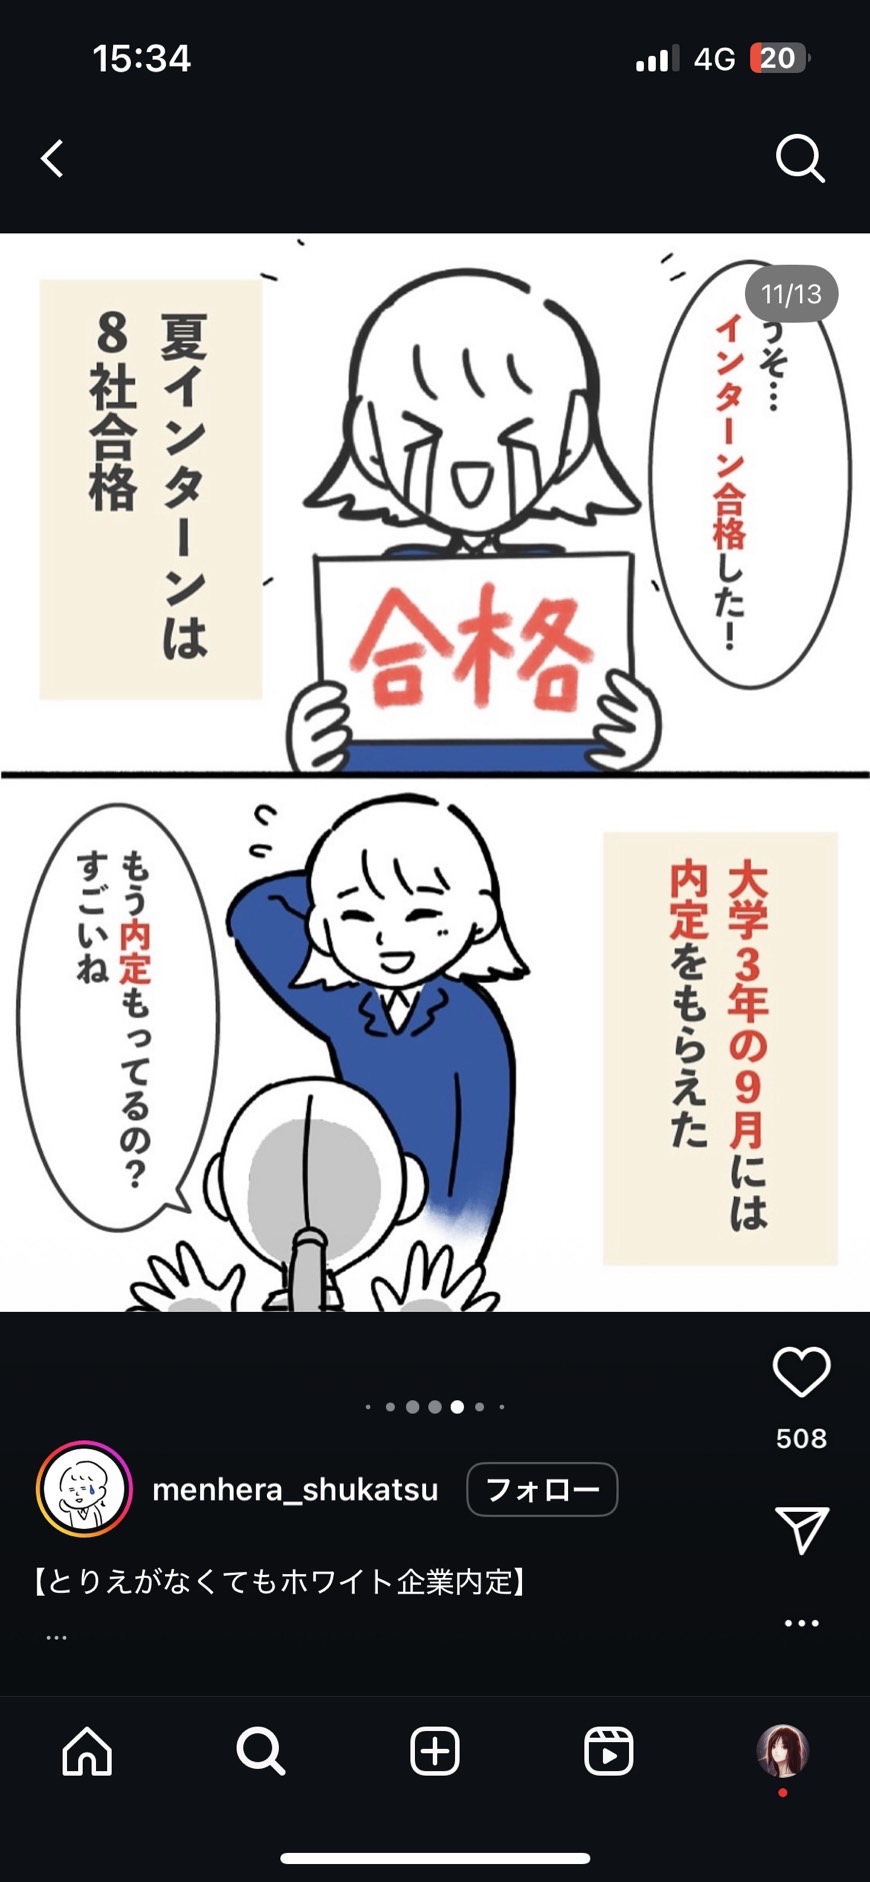 15:34
4G
20
11/13
うそ…
インターン合格した！
夏インターンは
8社合格
合格
大学3年の9月には
内定をもらえた
もう内定もってるの？
すごいね
508
menhera_shukatsu
フォロー
【とりえがなくてもホワイト企業内定】
...